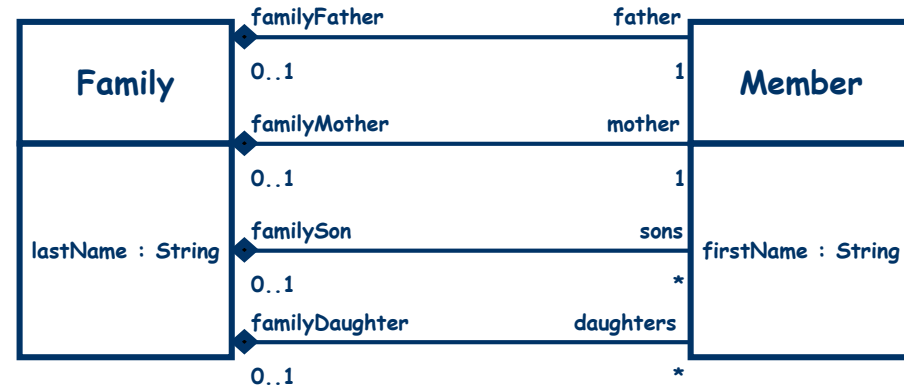 familyFather father
0..1 1
Family Member
familyMother mother
0..1 1
familySon sons
lastName : String firstName : String
0..1 *
familyDaughter daughters
0..1 *